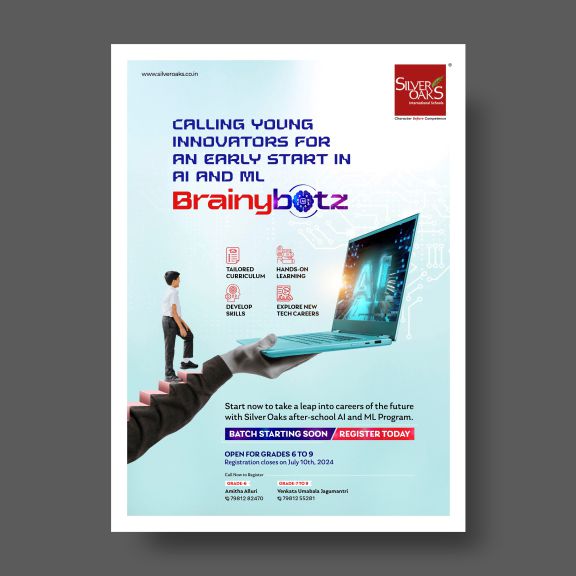 www.silveroaks.co.in
SILVER
OAKS
International Schools
Character Before Competence
CALLING YOUNG
INNOVATORS FOR
AN EARLY START IN
AI AND ML
Brainybotz
TAILORED
CURRICULUM
HANDS-ON
LEARNING
DEVELOP
SKILLS
EXPLORE NEW
TECH CAREERS
AI
Start now to take a leap into careers of the future
with Silver Oaks after-school AI and ML Program.
BATCH STARTING SOON / REGISTER TODAY
OPEN FOR GRADES 6 TO 9
Registration closes on July 10th, 2024
Call Now to Register
GRADE-6
Amitha Alluri
79812 82470
GRADE-7 TO 9
Venkata Umabala Jagumantri
79812 55281